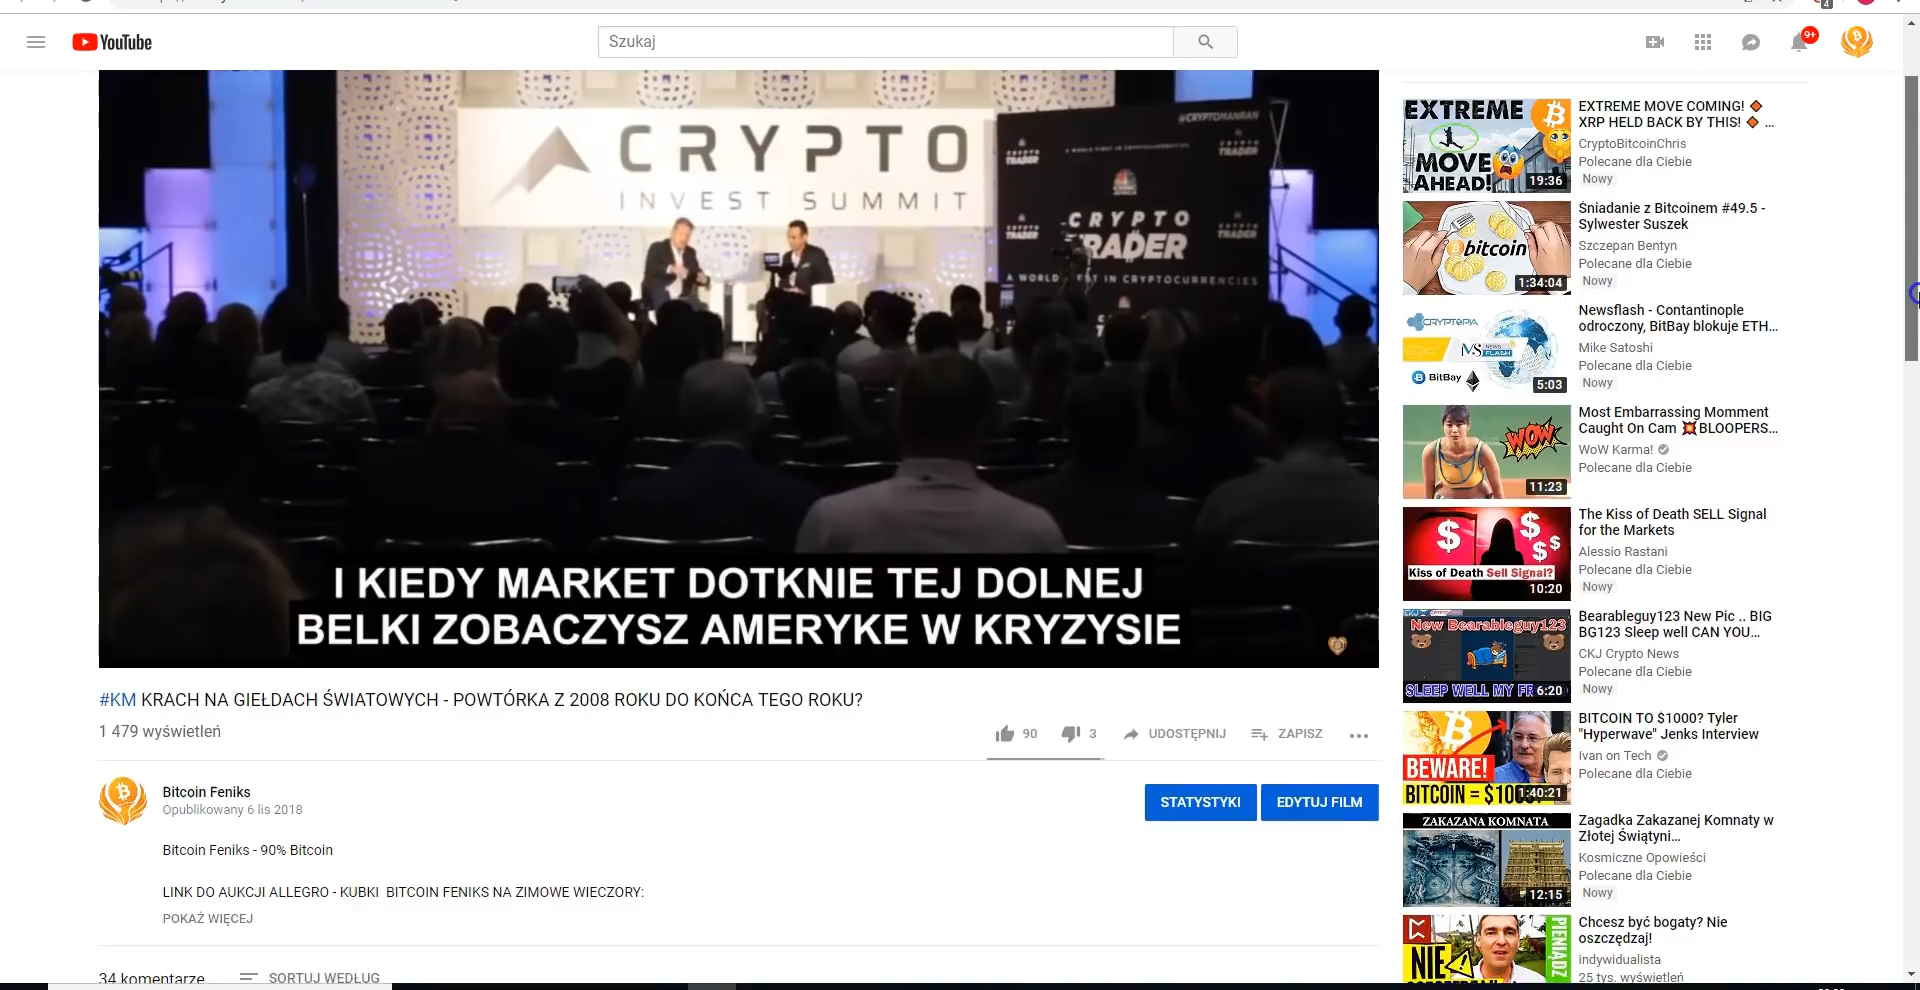 YouTube
Szukaj
9+
4
#CRYPTOMANRAN
CRYPTO
INVEST SUMMIT
CRYPTO
TRADER
I KIEDY MARKET DOTKNIE TEJ DOLNEJ
BELKI ZOBACZYSZ AMERYKE W KRYZYSIE
#KM KRACH NA GIEŁDACH ŚWIATOWYCH - POWTÓRKA Z 2008 ROKU DO KOŃCA TEGO ROKU?
1 479 wyświetleń
90
3
UDOSTĘPNIJ
ZAPISZ
Bitcoin Feniks
Opublikowany 6 lis 2018
STATYSTYKI
EDYTUJ FILM
Bitcoin Feniks - 90% Bitcoin
LINK DO AUKCJI ALLEGRO - KUBKI BITCOIN FENIKS NA ZIMOWE WIECZORY:
POKAŻ WIĘCEJ
34 komentarze
SORTUJ WEDŁUG
EXTREME
MOVE
AHEAD!
19:36
EXTREME MOVE COMING! 🔶
XRP HELD BACK BY THIS! 🔶 ...
CryptoBitcoinChris
Polecane dla Ciebie
Nowy
bitcoin
1:34:04
Śniadanie z Bitcoinem #49.5 -
Sylwester Suszek
Szczepan Bentyn
Polecane dla Ciebie
Nowy
CRYPTOPIA
MS NEWS
FLASH
BitBay
5:03
Newsflash - Contantinople
odroczony, BitBay blokuje ETH...
Mike Satoshi
Polecane dla Ciebie
Nowy
WOW
11:23
Most Embarrassing Momment
Caught On Cam 💥BLOOPERS...
WoW Karma!
Polecane dla Ciebie
Kiss of Death Sell Signal?
10:20
The Kiss of Death SELL Signal
for the Markets
Alessio Rastani
Polecane dla Ciebie
Nowy
New Bearableguy123
SLEEP WELL MY FR
6:20
Bearableguy123 New Pic .. BIG
BG123 Sleep well CAN YOU...
CKJ Crypto News
Polecane dla Ciebie
Nowy
BEWARE!
BITCOIN = $1000?
1:40:21
BITCOIN TO $1000? Tyler
"Hyperwave" Jenks Interview
Ivan on Tech
Polecane dla Ciebie
ZAKAZANA KOMNATA
12:15
Zagadka Zakazanej Komnaty w
Złotej Świątyni...
Kosmiczne Opowieści
Polecane dla Ciebie
Nowy
NIE
PIENIĄDZ
Chcesz być bogaty? Nie
oszczędzaj!
indywidualista
25 tys. wyświetleń